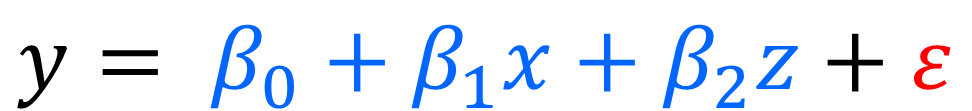 y = β₀ + β₁x + β₂z + ε